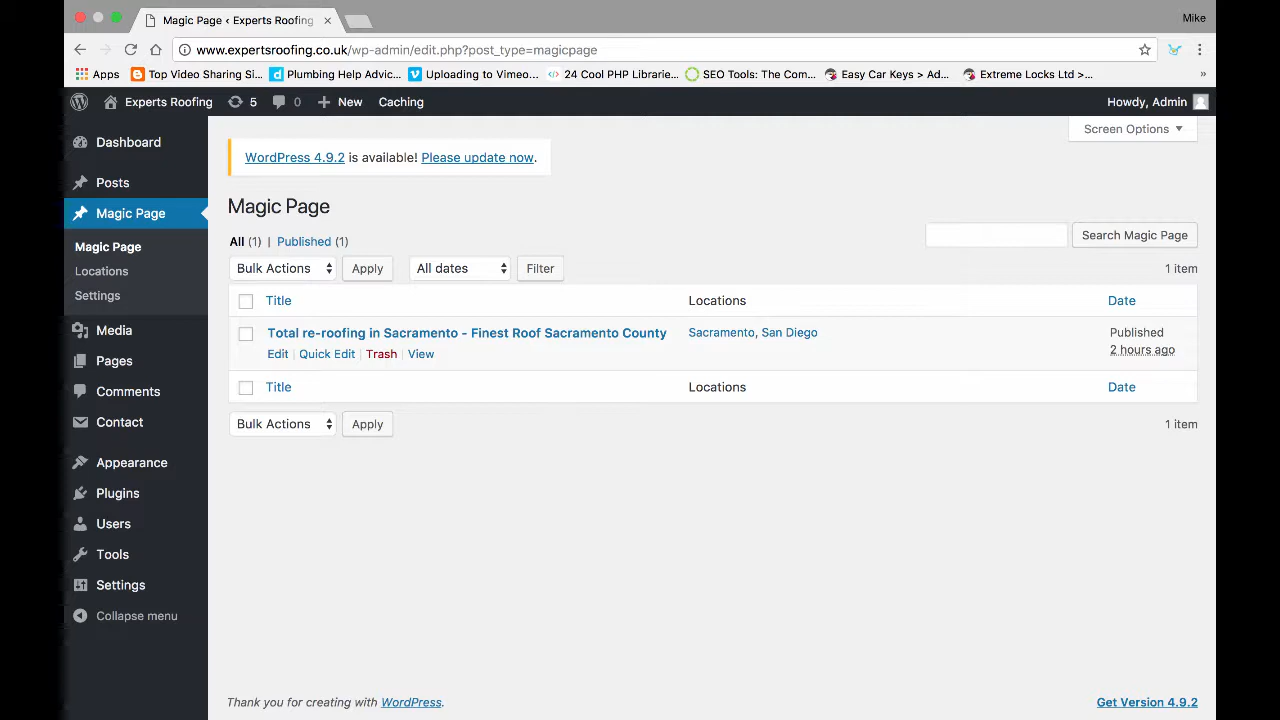 Magic Page ‹ Experts Roofing
Mike
www.expertsroofing.co.uk/wp-admin/edit.php?post_type=magicpage
Apps Top Video Sharing Si... Plumbing Help Advic... Uploading to Vimeo... 24 Cool PHP Librarie... SEO Tools: The Com... Easy Car Keys > Ad... Extreme Locks Ltd >... »
Experts Roofing 5 0 New Caching Howdy, Admin
Screen Options
Dashboard
WordPress 4.9.2 is available! Please update now.
Posts
Magic Page
Magic Page
Locations
Settings
Media
Pages
Comments
Contact
Appearance
Plugins
Users
Tools
Settings
Collapse menu
Magic Page
All (1) | Published (1)
Search Magic Page
Bulk Actions Apply All dates Filter 1 item
Title Locations Date
Total re-roofing in Sacramento - Finest Roof Sacramento County Sacramento, San Diego Published
2 hours ago
Edit | Quick Edit | Trash | View
Title Locations Date
Bulk Actions Apply 1 item
Thank you for creating with WordPress. Get Version 4.9.2